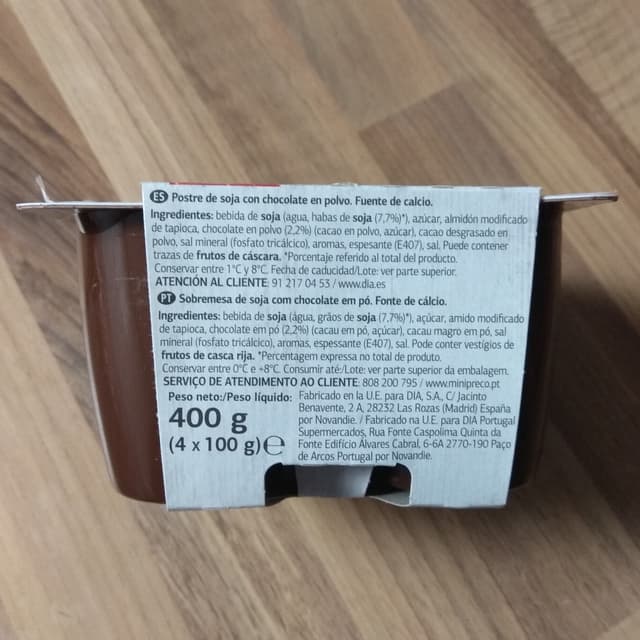 ES Postre de soja con chocolate en polvo. Fuente de calcio.
Ingredientes: bebida de soja (agua, habas de soja (7,7%)*), azúcar, almidón modificado
de tapioca, chocolate en polvo (2,2%) (cacao en polvo, azúcar), cacao desgrasado en
polvo, sal mineral (fosfato tricálcico), aromas, espesante (E407), sal. Puede contener
trazas de frutos de cáscara. *Porcentaje referido al total del producto.
Conservar entre 1°C y 8°C. Fecha de caducidad/Lote: ver parte superior.
ATENCIÓN AL CLIENTE: 91 217 04 53 / www.dia.es
PT Sobremesa de soja com chocolate em pó. Fonte de cálcio.
Ingredientes: bebida de soja (água, grãos de soja (7,7%)*), açúcar, amido modificado
de tapioca, chocolate em pó (2,2%) (cacau em pó, açúcar), cacau magro em pó, sal
mineral (fosfato tricálcico), aromas, espessante (E407), sal. Pode conter vestígios de
frutos de casca rija. *Percentagem expressa no total de produto.
Conservar entre 0°C e +8°C. Consumir até/Lote: ver parte superior da embalagem.
SERVIÇO DE ATENDIMENTO AO CLIENTE: 808 200 795 / www.minipreco.pt
Peso neto:/Peso líquido:
400 g
(4 x 100 g) e
Fabricado en la U.E. para DIA, S.A., C/ Jacinto
Benavente, 2 A, 28232 Las Rozas (Madrid) España
por Novandie. / Fabricado na U.E. para DIA Portugal
Supermercados, Rua Fonte Caspolima Quinta da
Fonte Edifício Álvares Cabral, 6-6A 2770-190 Paço
de Arcos Portugal por Novandie.